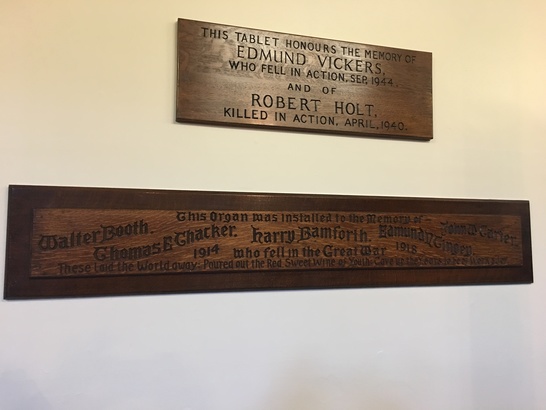 THIS TABLET HONOURS THE MEMORY OF
EDMUND VICKERS,
WHO FELL IN ACTION, SEP. 1944.
AND OF
ROBERT HOLT,
KILLED IN ACTION, APRIL, 1940.
This Organ was installed to the Memory of –
Walter Booth. Harry Bamforth.
Thomas E Thacker.
1914 who fell in the Great War 1918
These laid the World away: Poured out the Red Sweet Wine of Youth: